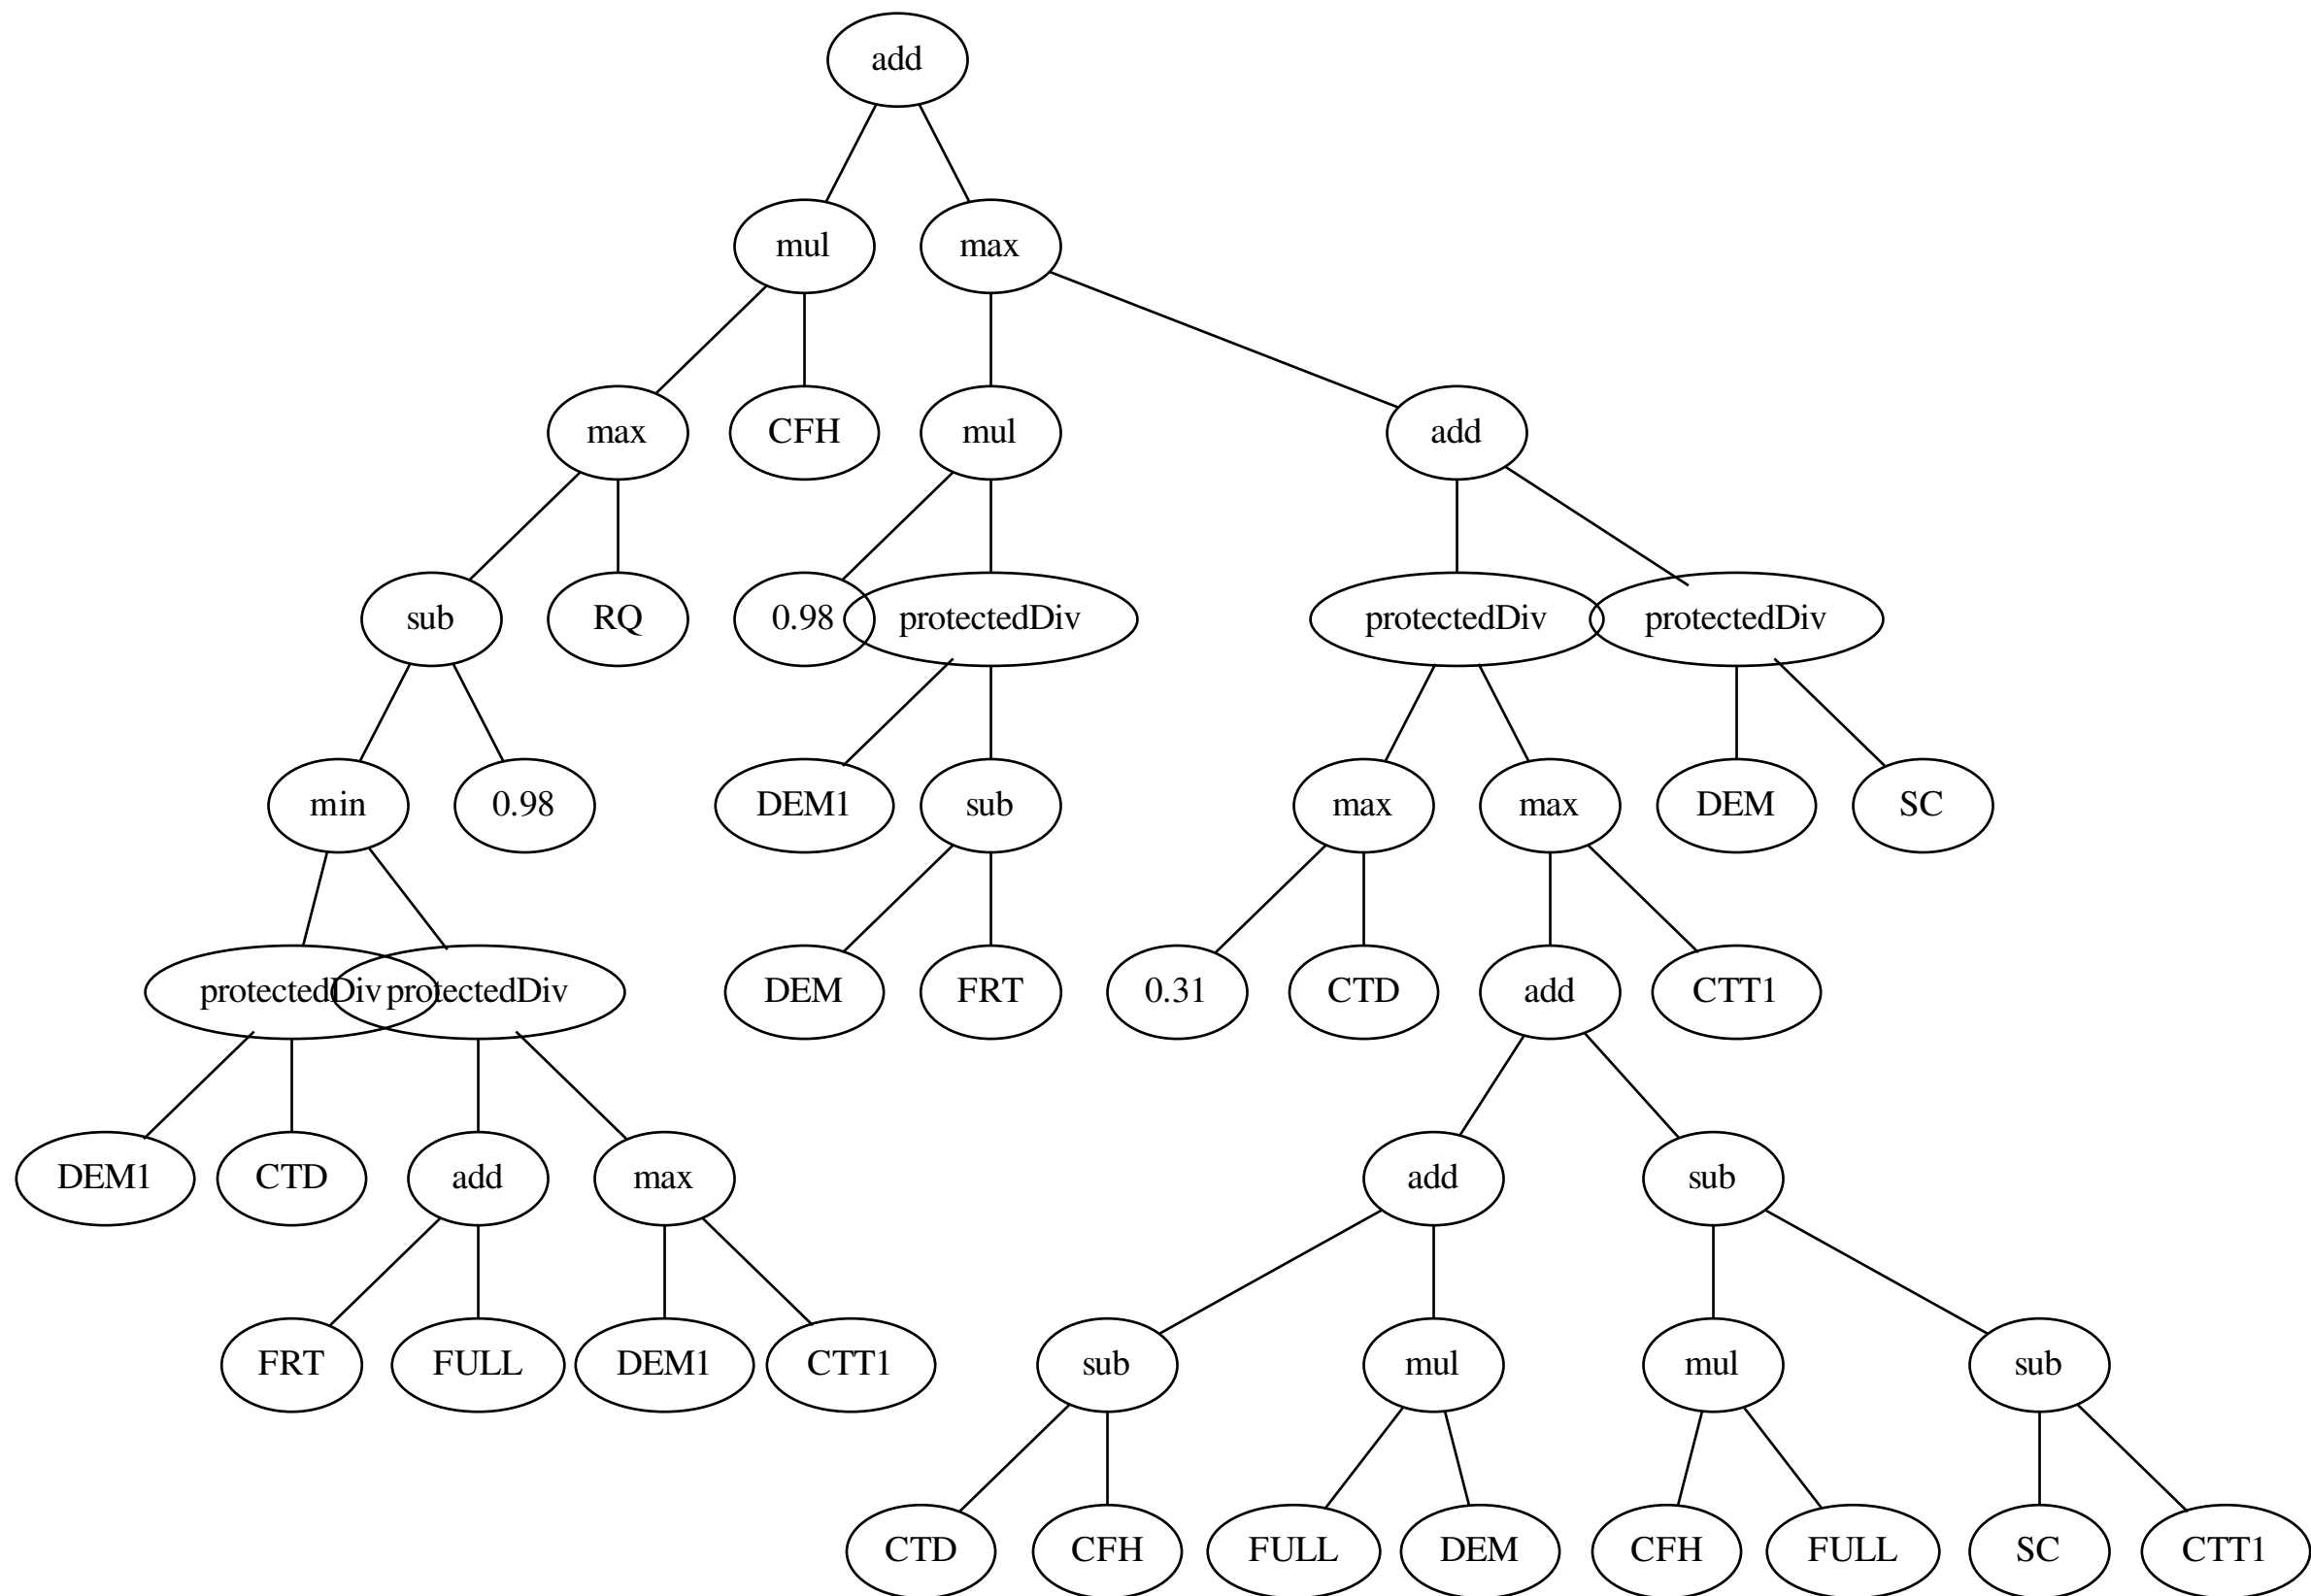 add
mul max
max CFH mul add
sub RQ 0.98 protectedDiv protectedDiv protectedDiv
min 0.98 DEM1 sub max max DEM SC
protectedDiv protectedDiv DEM FRT 0.31 CTD add CTT1
DEM1 CTD add max add sub
FRT FULL DEM1 CTT1 sub mul mul sub
CTD CFH FULL DEM CFH FULL SC CTT1